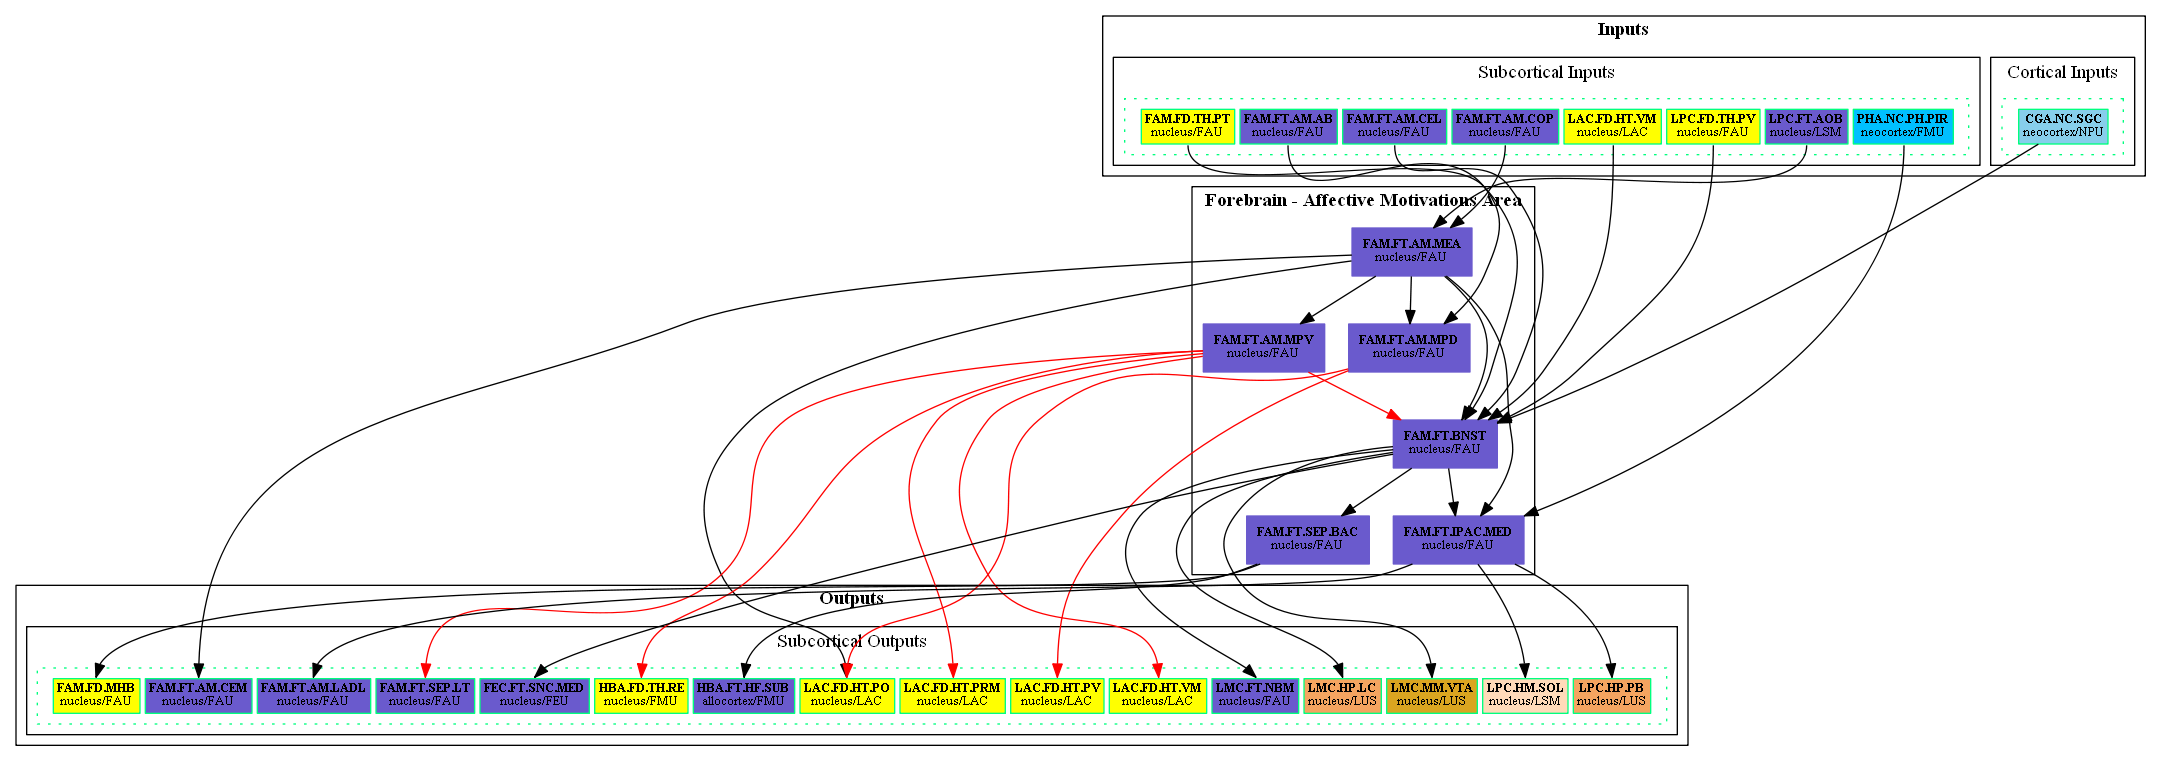 Inputs
Subcortical Inputs
Cortical Inputs
FAM.FD.TH.PT
nucleus/FAU
FAM.FT.AM.AB
nucleus/FAU
FAM.FT.AM.CEL
nucleus/FAU
FAM.FT.AM.COP
nucleus/FAU
LAC.FD.HT.VM
nucleus/LAC
LPC.FD.TH.PV
nucleus/FAU
LPC.FT.AOB
nucleus/LSM
PHA.NC.PH.PIR
neocortex/FMU
CGA.NC.SGC
neocortex/NPU
Forebrain - Affective Motivations Area
FAM.FT.AM.MEA
nucleus/FAU
FAM.FT.AM.MPV
nucleus/FAU
FAM.FT.AM.MPD
nucleus/FAU
FAM.FT.BNST
nucleus/FAU
FAM.FT.SEP.BAC
nucleus/FAU
FAM.FT.IPAC.MED
nucleus/FAU
Outputs
Subcortical Outputs
FAM.FD.MHB
nucleus/FAU
FAM.FT.AM.CEM
nucleus/FAU
FAM.FT.AM.LADL
nucleus/FAU
FAM.FT.SEP.LT
nucleus/FAU
FEC.FT.SNC.MED
nucleus/FEU
HBA.FD.TH.RE
nucleus/FMU
HBA.FT.HF.SUB
allocortex/FMU
LAC.FD.HT.PO
nucleus/LAC
LAC.FD.HT.PRM
nucleus/LAC
LAC.FD.HT.PV
nucleus/LAC
LAC.FD.HT.VM
nucleus/LAC
LMC.FT.NBM
nucleus/FAU
LMC.HP.LC
nucleus/LUS
LMC.MM.VTA
nucleus/LUS
LPC.HM.SOL
nucleus/LSM
LPC.HP.PB
nucleus/LUS